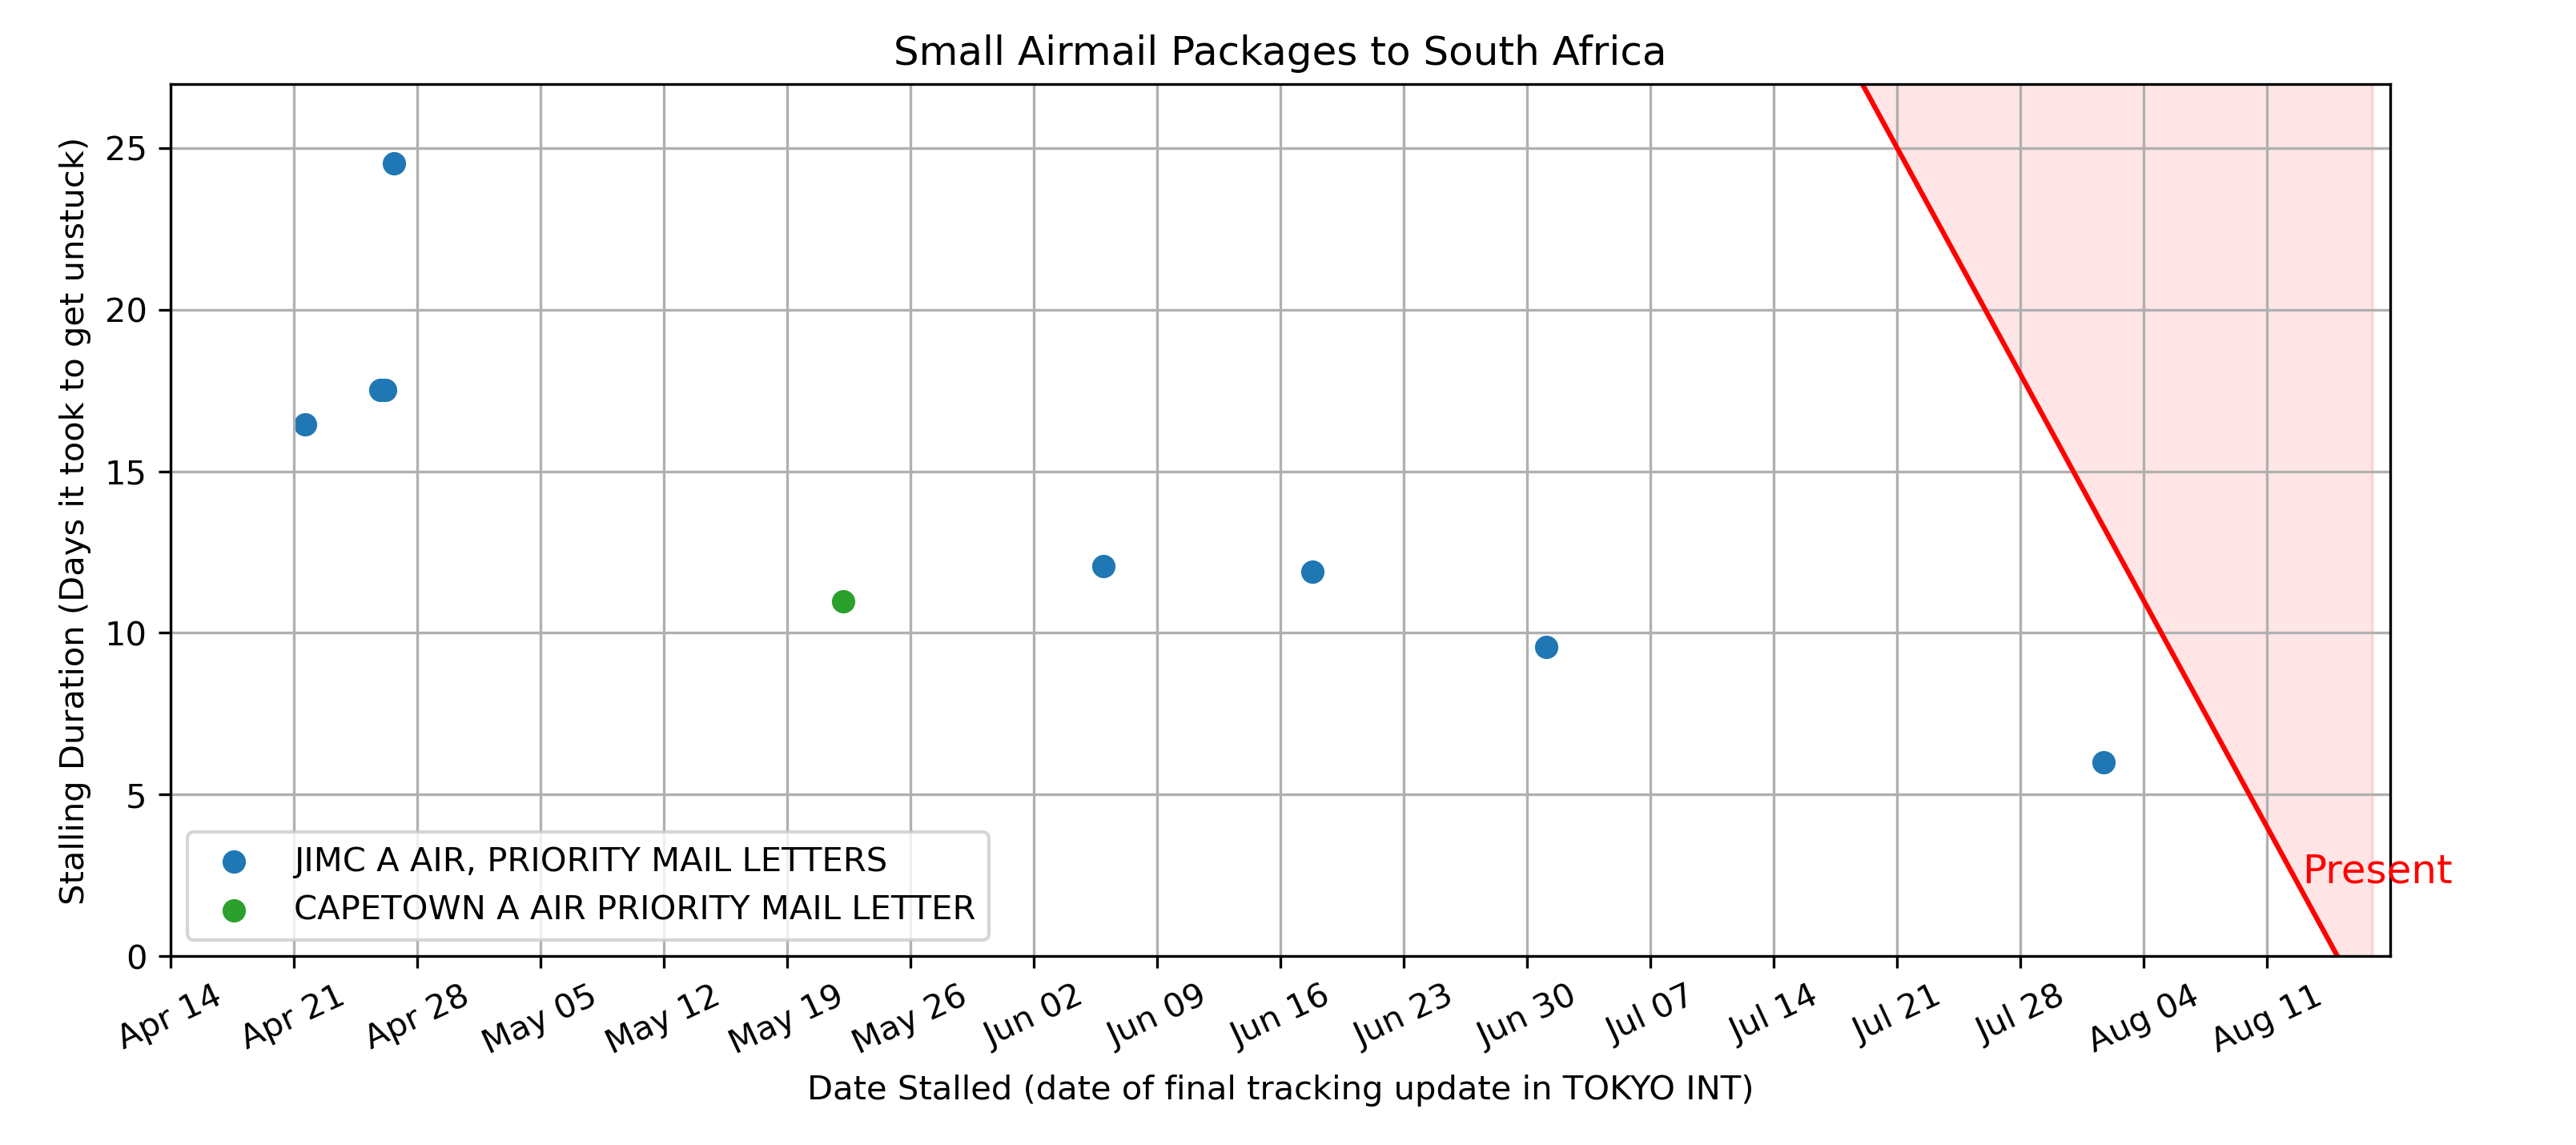 Small Airmail Packages to South Africa
Stalling Duration (Days it took to get unstuck)
25
20
15
10
5
0
JIMC A AIR, PRIORITY MAIL LETTERS
CAPETOWN A AIR PRIORITY MAIL LETTER
Present
Apr 14
Apr 21
Apr 28
May 05
May 12
May 19
May 26
Jun 02
Jun 09
Jun 16
Jun 23
Jun 30
Jul 07
Jul 14
Jul 21
Jul 28
Aug 04
Aug 11
Date Stalled (date of final tracking update in TOKYO INT)